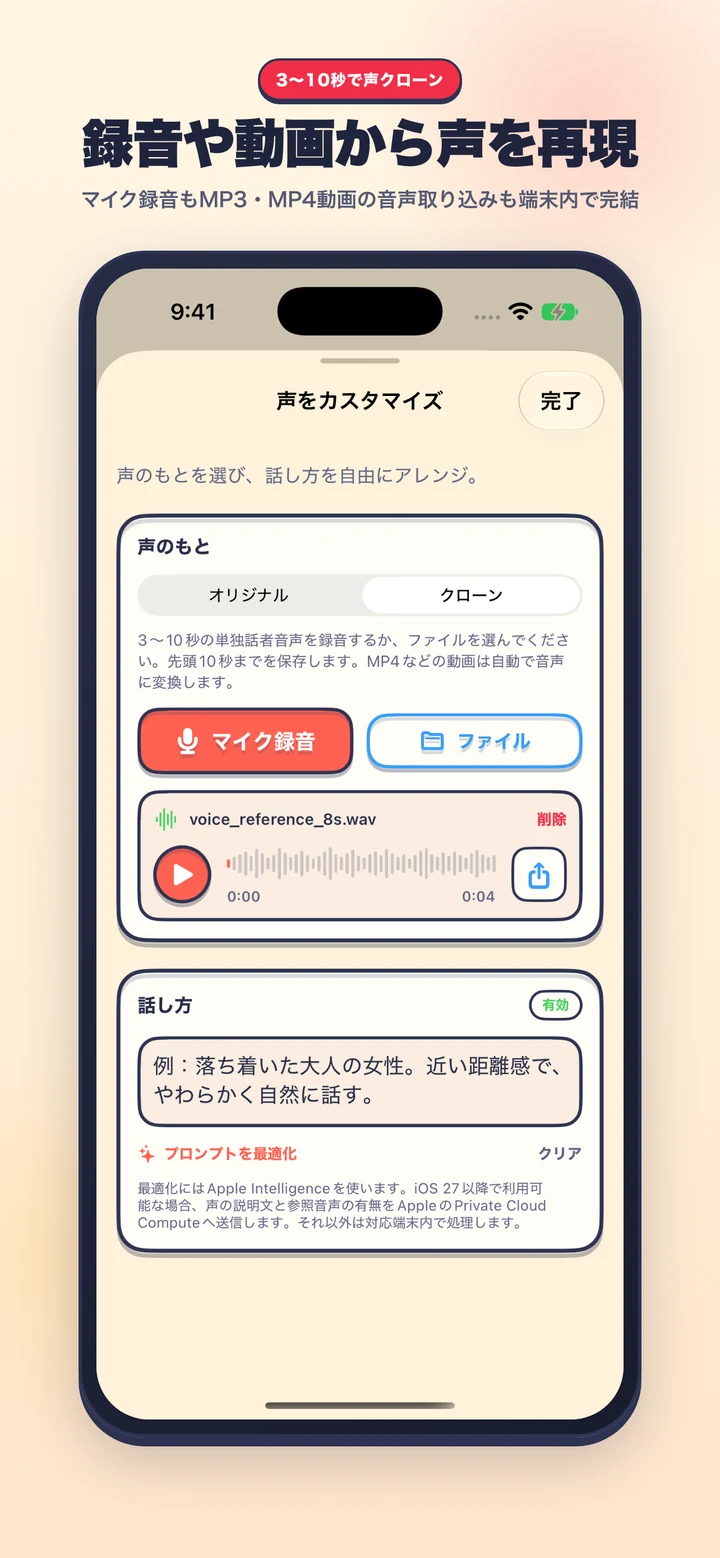 3〜10秒で声クローン
録音や動画から声を再現
マイク録音もMP3・MP4動画の音声取り込みも端末内で完結
9:41
声をカスタマイズ
完了
声のもとを選び、話し方を自由にアレンジ。
声のもと
オリジナル
クローン
3〜10秒の単独話者音声を録音するか、ファイルを選んでくださ
い。先頭10秒までを保存します。MP4などの動画は自動で音声
に変換します。
マイク録音
ファイル
voice_reference_8s.wav
削除
0:00
0:04
話し方
有効
例：落ち着いた大人の女性。近い距離感で、
やわらかく自然に話す。
プロンプトを最適化
クリア
最適化にはApple Intelligenceを使います。iOS 27以降で利用可
能な場合、声の説明文と参照音声の有無をAppleのPrivate Cloud
Computeへ送信します。それ以外は対応端末内で処理します。